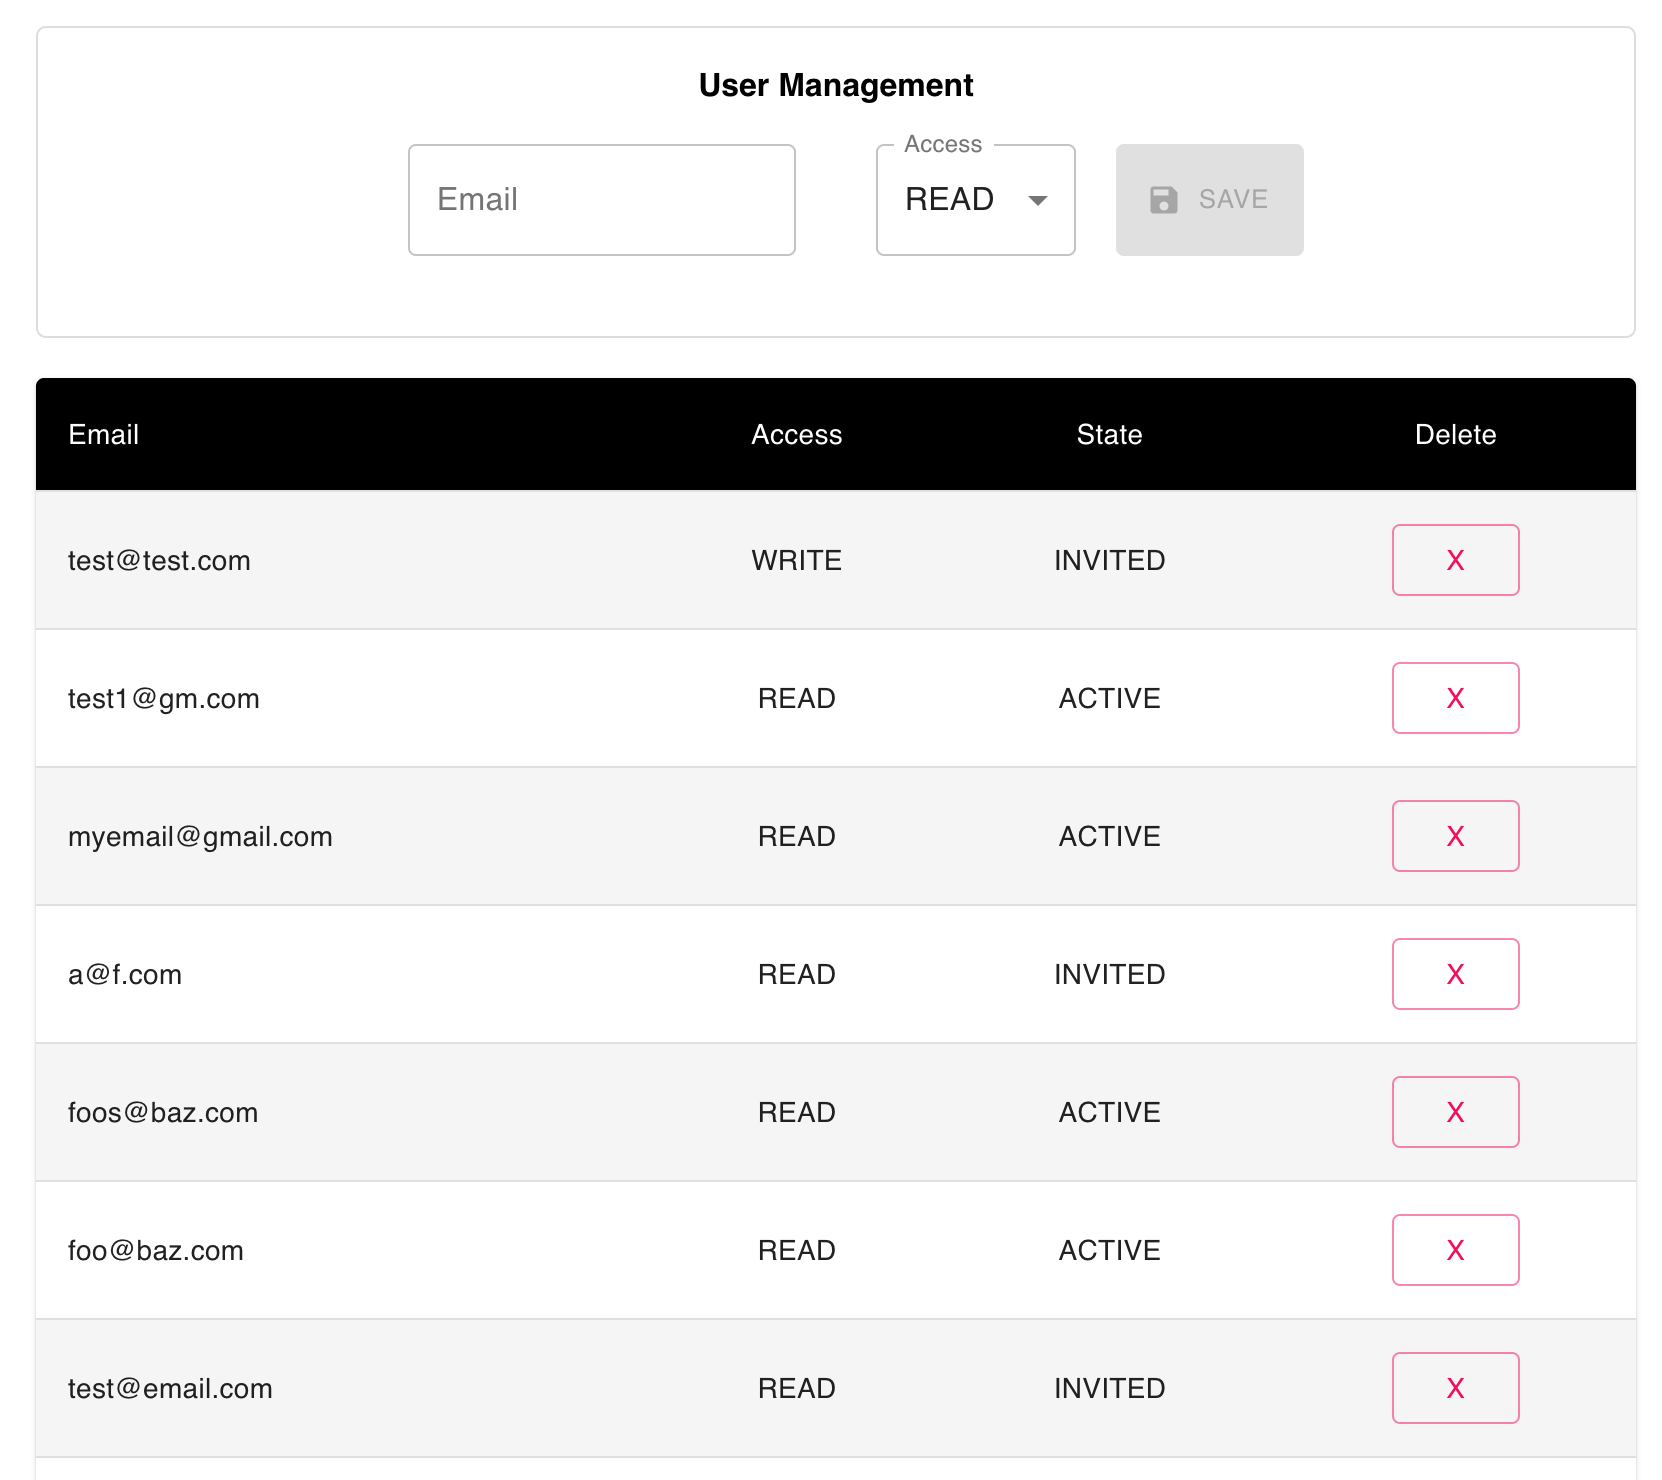 User Management
Email
Access
READ
SAVE
Email Access State Delete
test@test.com WRITE INVITED X
test1@gm.com READ ACTIVE X
myemail@gmail.com READ ACTIVE X
a@f.com READ INVITED X
foos@baz.com READ ACTIVE X
foo@baz.com READ ACTIVE X
test@email.com READ INVITED X